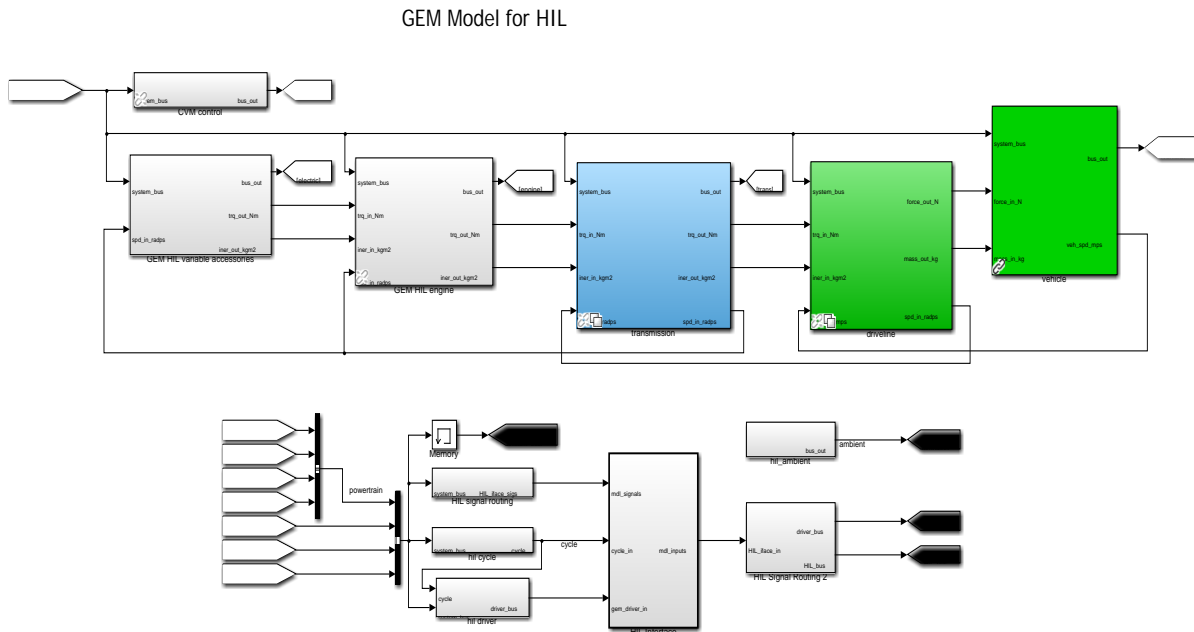 GEM Model for HIL
bus_out
CVM control
system_bus
bus_out
[electric]
trq_out_Nm
spd_in_radps
iner_out_kgm2
GEM HIL variable accessories
system_bus
bus_out
[engine]
trq_in_Nm
trq_out_Nm
iner_in_kgm2
iner_out_kgm2
GEM HIL engine
system_bus
bus_out
[trans]
trq_in_Nm
trq_out_Nm
iner_in_kgm2
iner_out_kgm2
spd_in_radps
transmission
system_bus
force_out_N
trq_in_Nm
mass_out_kg
iner_in_kgm2
spd_in_radps
driveline
system_bus
bus_out
force_in_N
veh_spd_mps
vehicle
powertrain
Memory
system_bus
HIL_iface_sigs
HIL signal routing
system_bus
cycle
hil cycle
cycle
cycle
driver_bus
hil driver
mdl_signals
cycle_in
mdl_inputs
gem_driver_in
HIL Interface
bus_out
hil_ambient
ambient
driver_bus
HIL_iface_in
HIL_bus
HIL Signal Routing 2